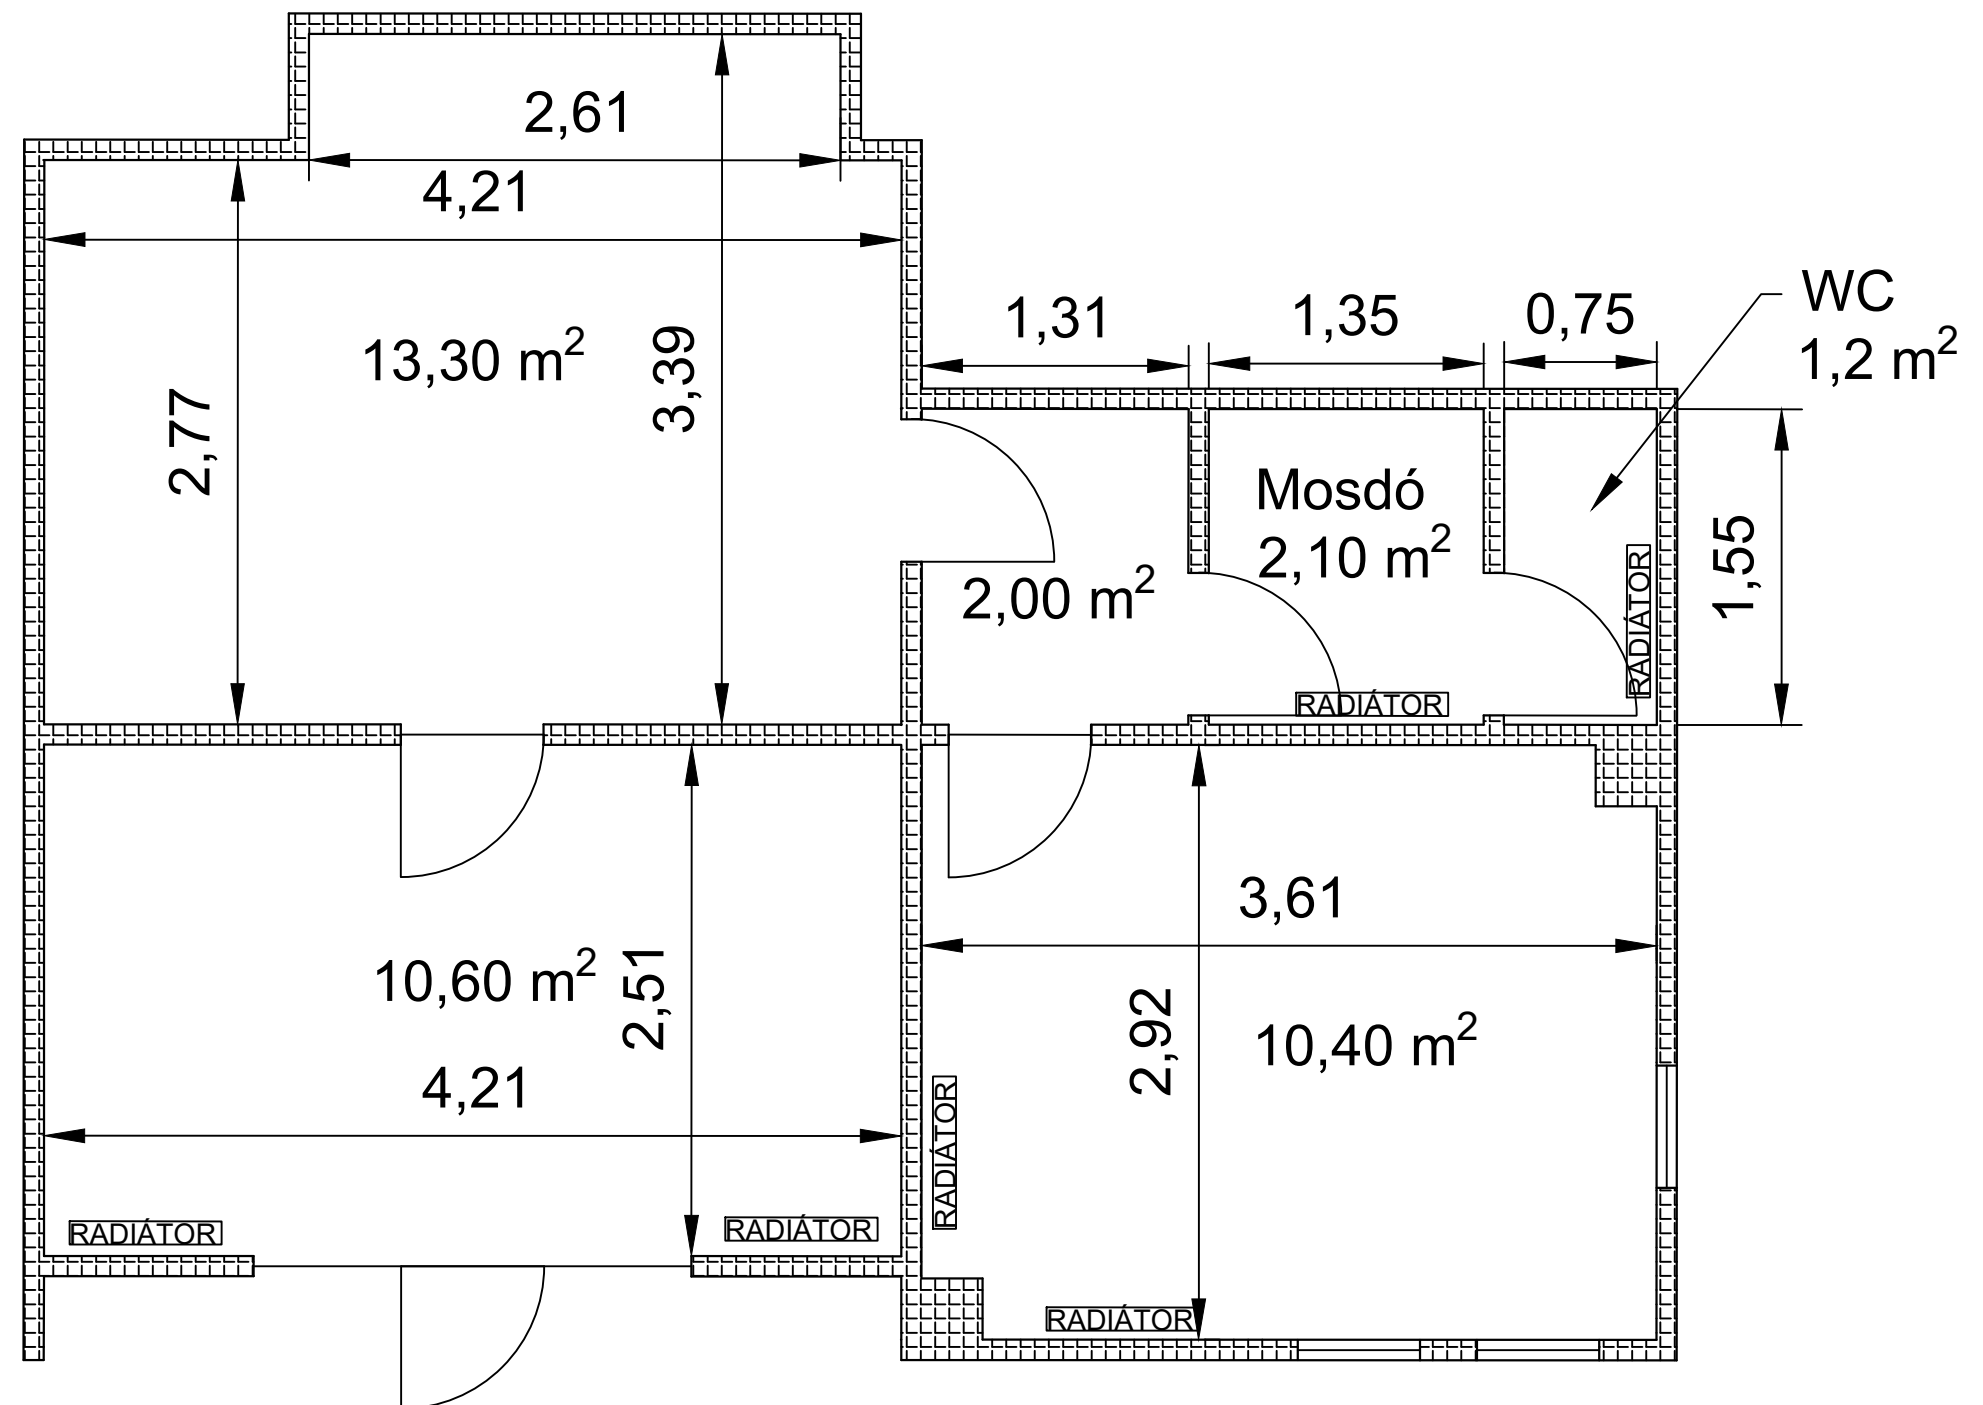 2,61
4,21
13,30 m²
2,77
3,39
1,31
1,35
0,75
WC
1,2 m²
Mosdó
2,10 m²
2,00 m²
1,55
RADIÁTOR
RADIÁTOR
3,61
10,60 m²
2,51
4,21
2,92
10,40 m²
RADIÁTOR
RADIÁTOR
RADIÁTOR
RADIÁTOR